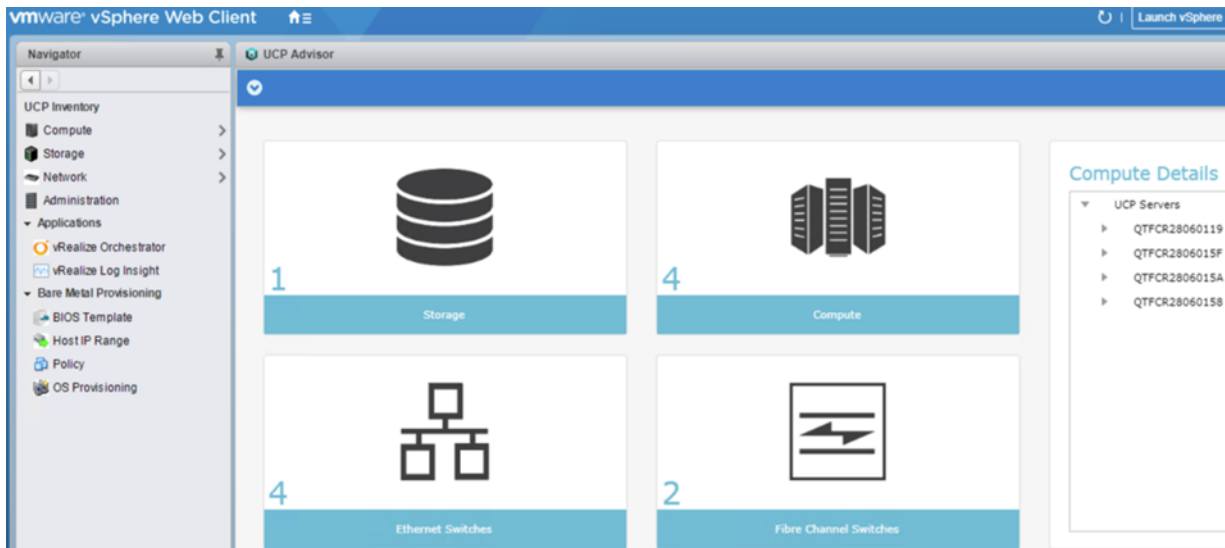 vmware® vSphere Web Client
Launch vSphere
Navigator
UCP Advisor
UCP Inventory
Compute
Storage
Network
Administration
Applications
vRealize Orchestrator
vRealize Log Insight
Bare Metal Provisioning
BIOS Template
Host IP Range
Policy
OS Provisioning
1
Storage
4
Compute
4
Ethernet Switches
2
Fibre Channel Switches
Compute Details
UCP Servers
QTFCR28060119
QTFCR2806015F
QTFCR2806015A
QTFCR28060158